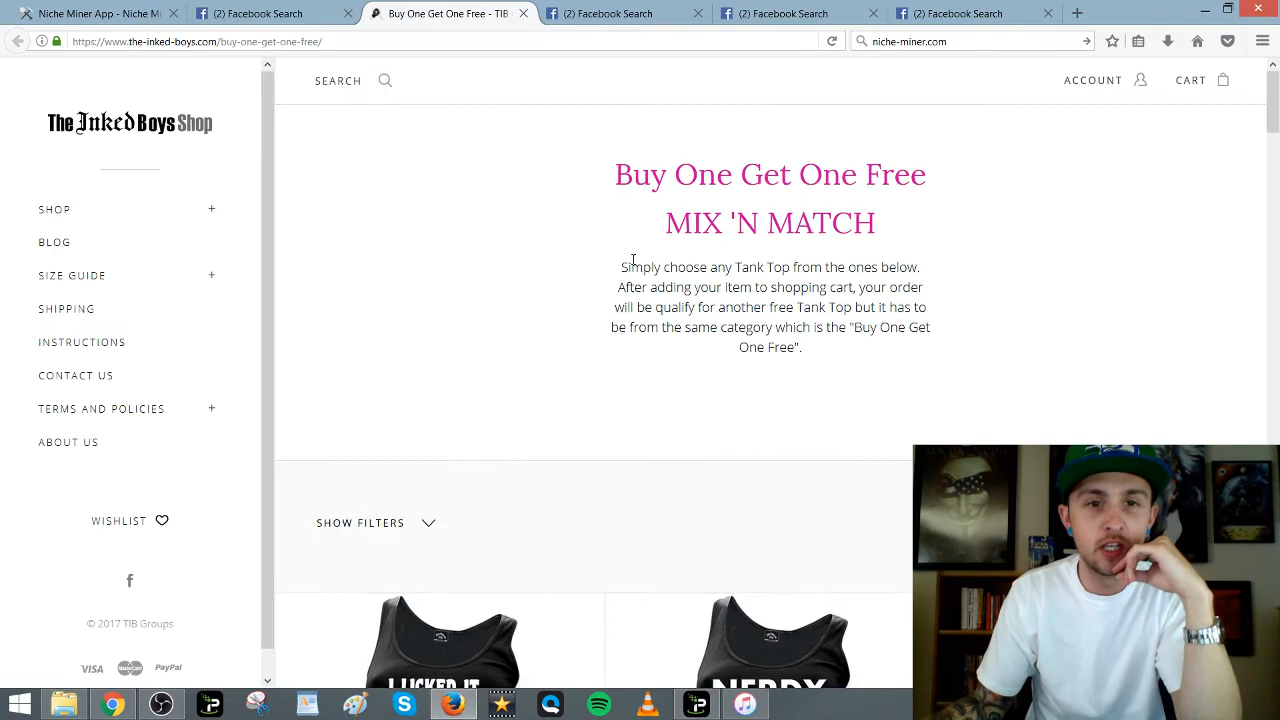 Niche Miner App - Niche M
(2) Facebook Search
Buy One Get One Free - TIB
(2) Facebook Search
(2) Facebook Search
(2) Facebook Search
https://www.the-inked-boys.com/buy-one-get-one-free/
niche-miner.com
The Inked Boys Shop
SEARCH
ACCOUNT
CART
SHOP
BLOG
SIZE GUIDE
SHIPPING
INSTRUCTIONS
CONTACT US
TERMS AND POLICIES
ABOUT US
WISHLIST
© 2017 TIB Groups
VISA
MasterCard
PayPal
Buy One Get One Free
MIX 'N MATCH
Simply choose any Tank Top from the ones below.
After adding your item to shopping cart, your order
will be qualify for another free Tank Top but it has to
be from the same category which is the "Buy One Get
One Free".
SHOW FILTERS
I LICKED IT
NERDY